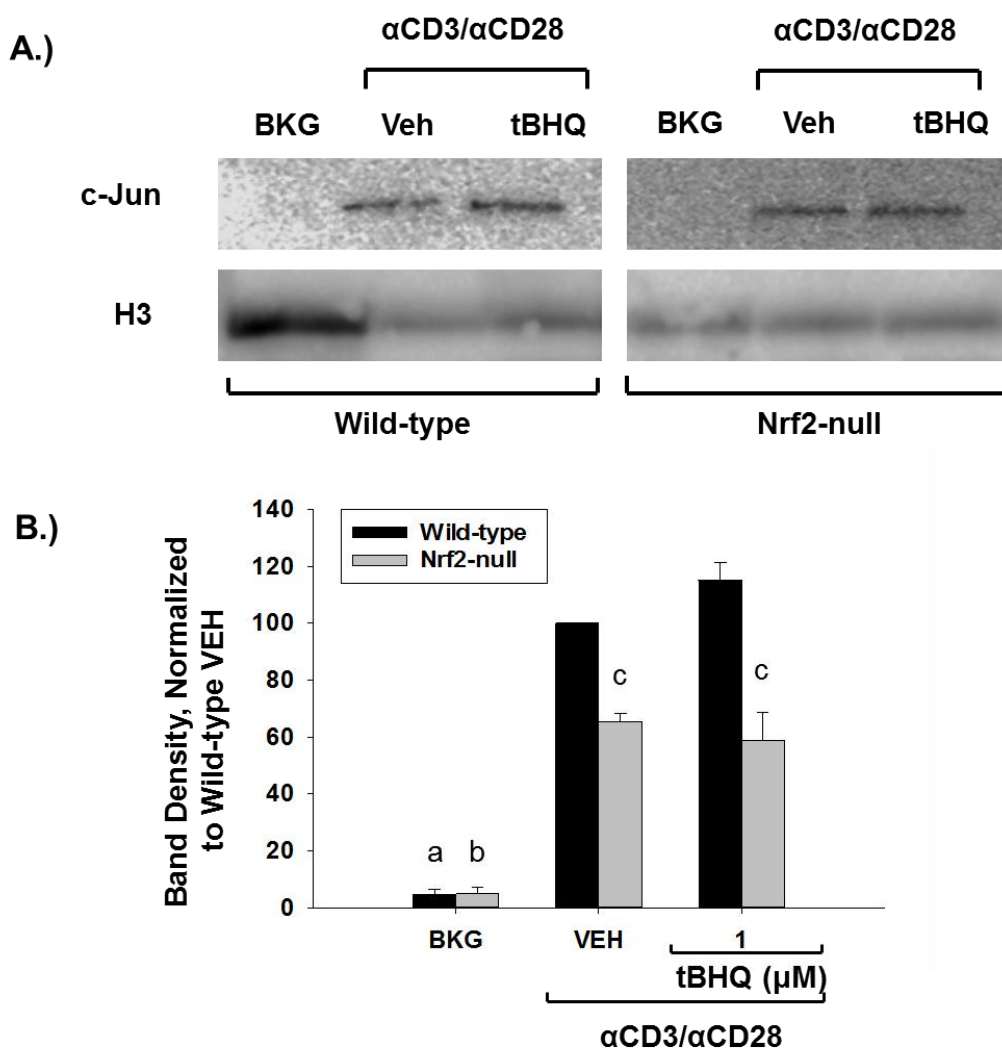 A.)
αCD3/αCD28 αCD3/αCD28
BKG Veh tBHQ BKG Veh tBHQ
c-Jun
H3
Wild-type Nrf2-null
B.)
Band Density, Normalized
to Wild-type VEH
140
120
100
80
60
40
20
0
Wild-type
Nrf2-null
a b c c
BKG VEH 1
tBHQ (μM)
αCD3/αCD28